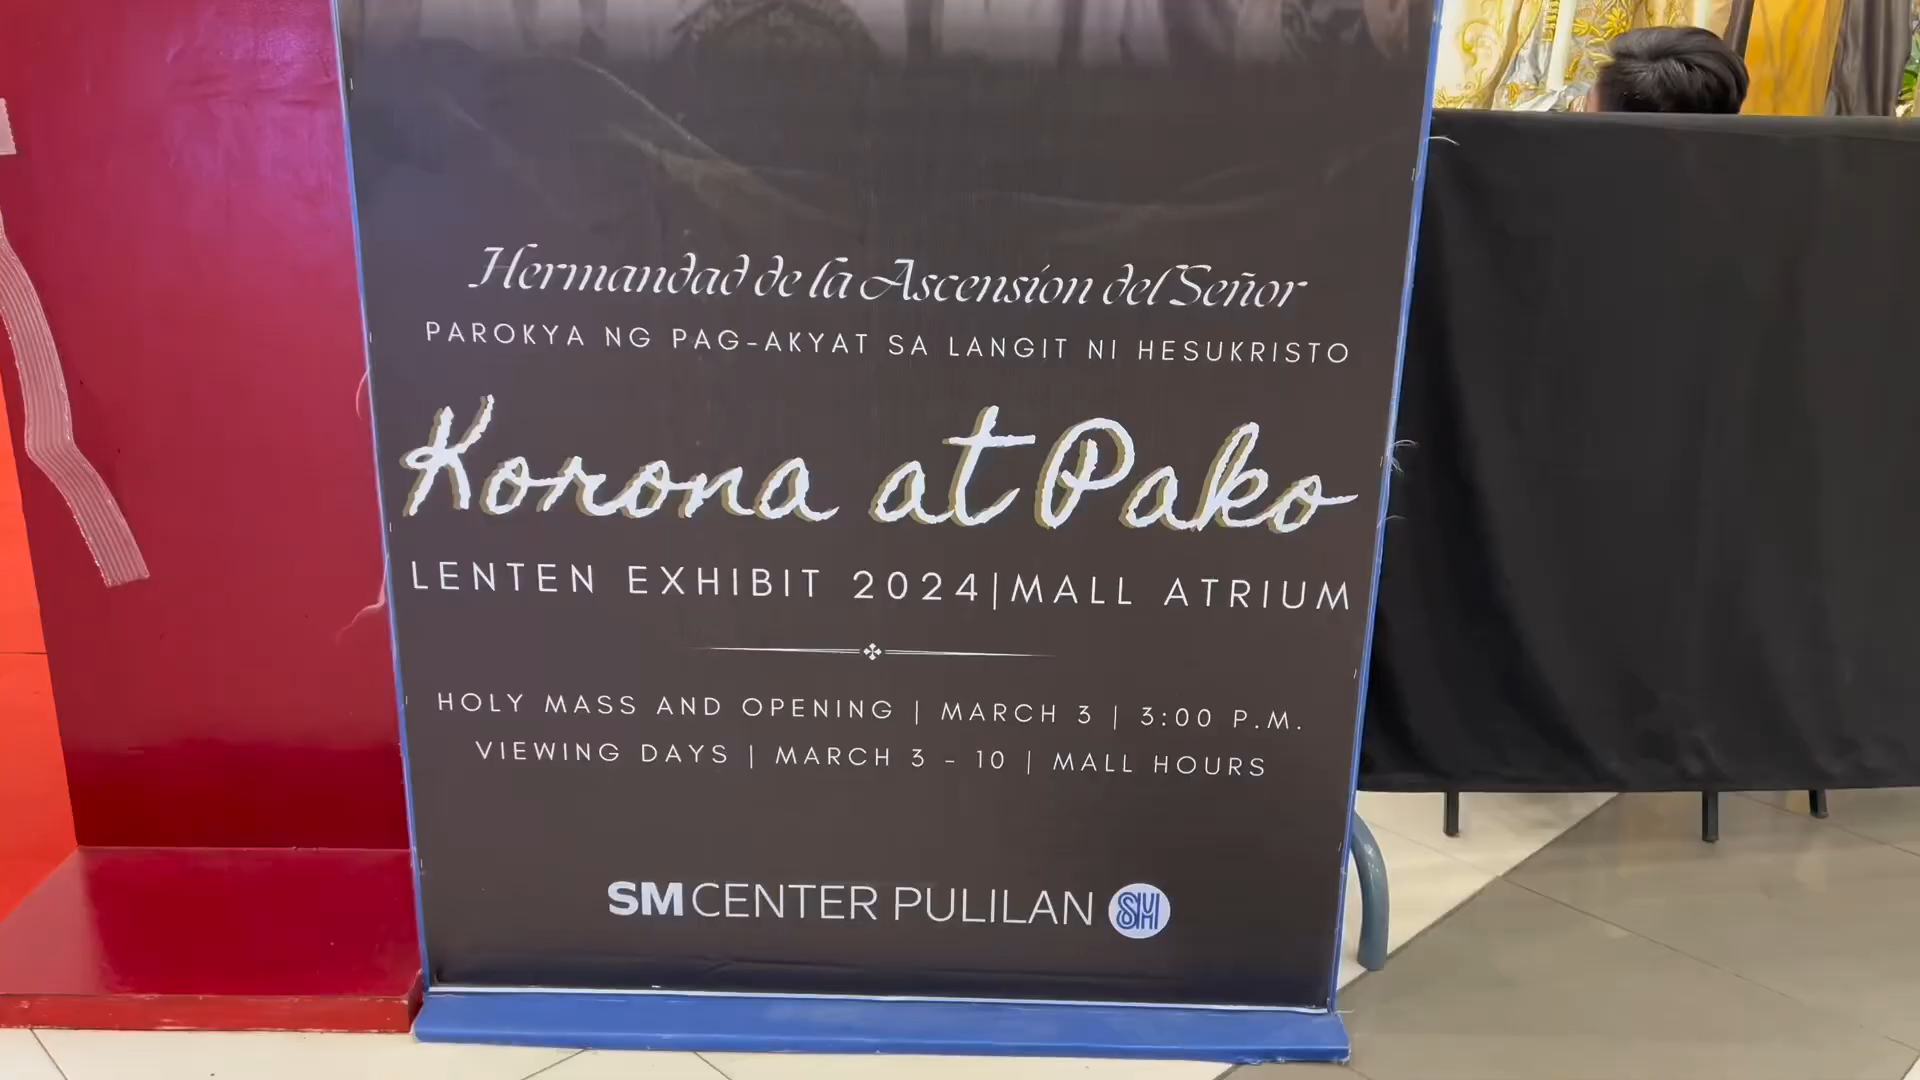 Hermandad de la Ascensión del Señor
PAROKYA NG PAG-AKYAT SA LANGIT NI HESUKRISTO
Korona at Pako
LENTEN EXHIBIT 2024|MALL ATRIUM
HOLY MASS AND OPENING | MARCH 3 | 3:00 P.M.
VIEWING DAYS | MARCH 3 - 10 | MALL HOURS
SM CENTER PULILAN SM